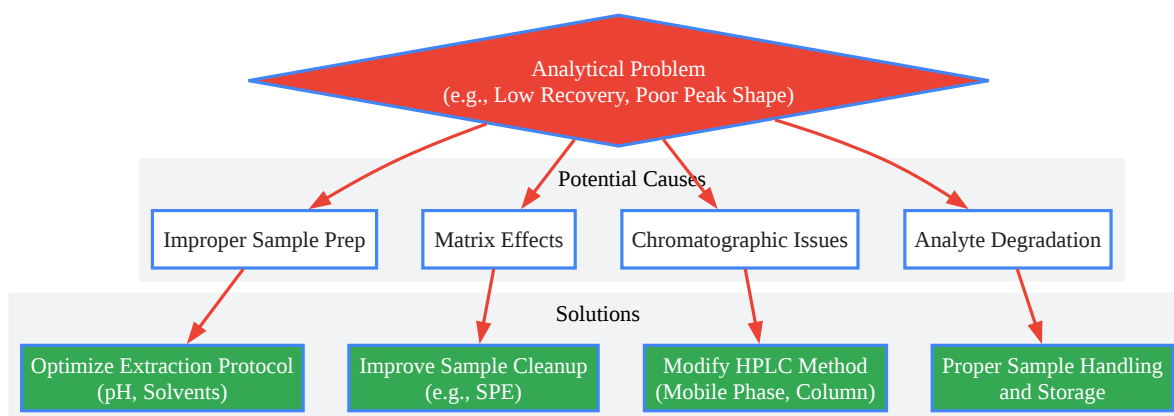 Analytical Problem
(e.g., Low Recovery, Poor Peak Shape)
Potential Causes
Improper Sample Prep
Matrix Effects
Chromatographic Issues
Analyte Degradation
Solutions
Optimize Extraction Protocol
(pH, Solvents)
Improve Sample Cleanup
(e.g., SPE)
Modify HPLC Method
(Mobile Phase, Column)
Proper Sample Handling
and Storage